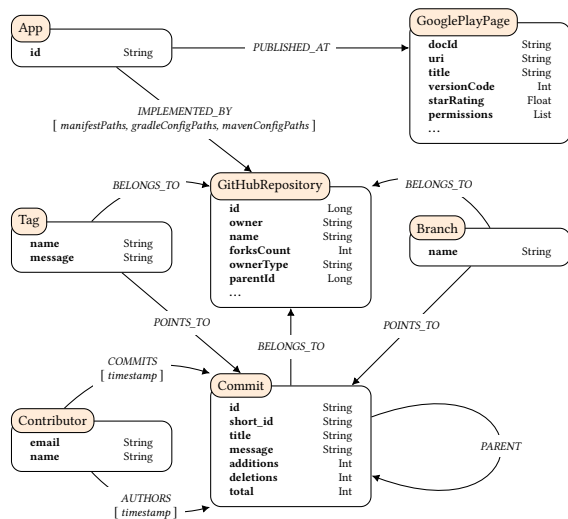 App
id String
PUBLISHED_AT
GooglePlayPage
docId String
uri String
title String
versionCode Int
starRating Float
permissions List
...
IMPLEMENTED_BY
[ manifestPaths, gradleConfigPaths, mavenConfigPaths ]
BELONGS_TO
GitHubRepository
id Long
owner String
name String
forksCount Int
ownerType String
parentId Long
...
BELONGS_TO
Tag
name String
message String
Branch
name String
POINTS_TO
BELONGS_TO
POINTS_TO
COMMITS
[ timestamp ]
Commit
id String
short_id String
title String
message String
additions Int
deletions Int
total Int
PARENT
Contributor
email String
name String
AUTHORS
[ timestamp ]